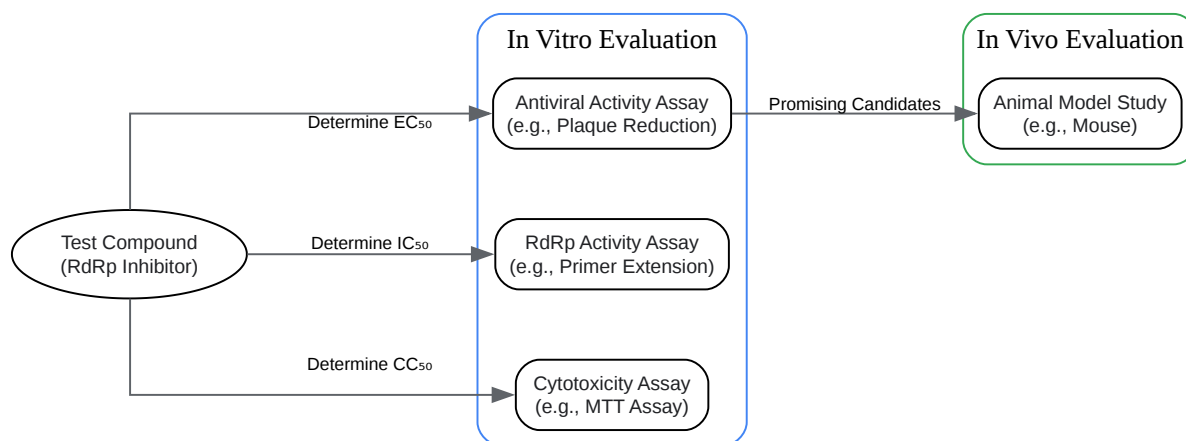 In Vitro Evaluation
In Vivo Evaluation
Antiviral Activity Assay
(e.g., Plaque Reduction)
Promising Candidates
Animal Model Study
(e.g., Mouse)
Determine EC₅₀
Test Compound
(RdRp Inhibitor)
Determine IC₅₀
RdRp Activity Assay
(e.g., Primer Extension)
Determine CC₅₀
Cytotoxicity Assay
(e.g., MTT Assay)